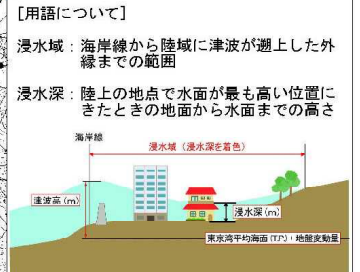 [用語について]
浸水域：海岸線から陸域に津波が遡上した外
縁までの範囲
浸水深：陸上の地点で水面が最も高い位置に
きたときの地面から水面までの高さ
海岸線
浸水域（浸水深を着色）
津波高(m)
浸水深(m)
東京湾平均海面(T.P.)+地盤変動量